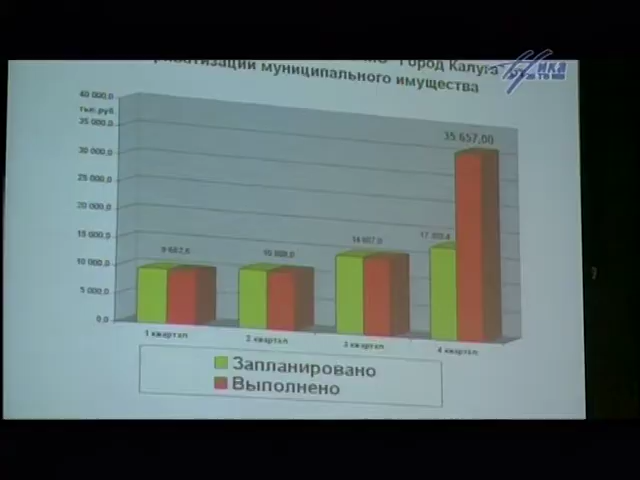 МО "Город Калуга"
приватизации муниципального имущества
Ника
40 000,0
тыс.руб.
35 000,0
30 000,0
25 000,0
20 000,0
15 000,0
10 000,0
5 000,0
0,0
35 657,00
1 квартал
2 квартал
3 квартал
4 квартал
Запланировано
Выполнено